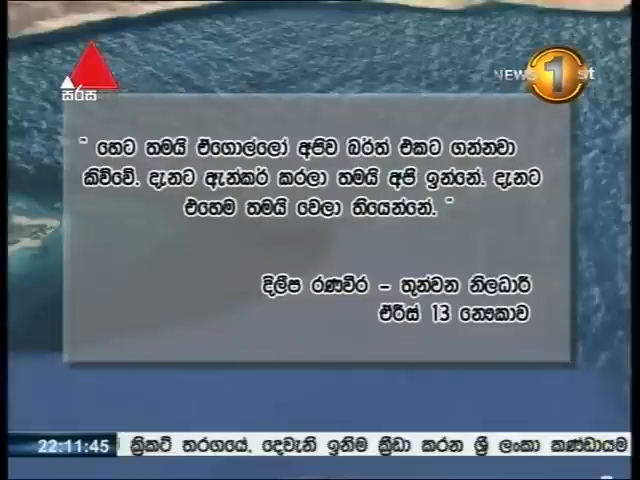 සිරස
NEWS 1st
" හෙට තමයි ඒගොල්ලෝ අපිව බර්ත් එකට ගන්නවා
කිව්වේ. දැනට ඇන්කර් කරලා තමයි අපි ඉන්නේ. දැනට
එහෙම තමයි වෙලා තියෙන්නේ. "
දිලීප රණවීර – තුන්වන නිලධාරී
ඒරිස් 13 නෞකාව
22:11:45 ක්‍රිකට් තරගයේ, දෙවැනි ඉනිම ක්‍රීඩා කරන ශ්‍රී ලංකා කණ්ඩායම